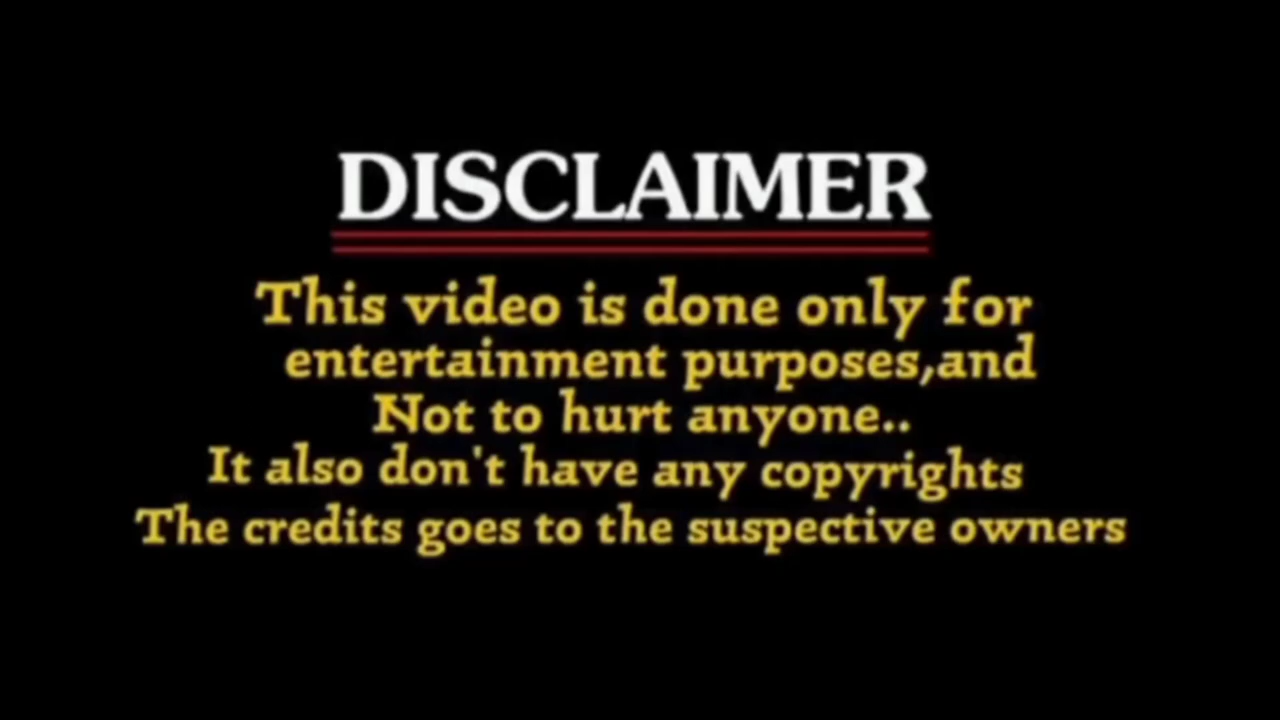 DISCLAIMER
This video is done only for
entertainment purposes,and
Not to hurt anyone..
It also don't have any copyrights
The credits goes to the suspective owners